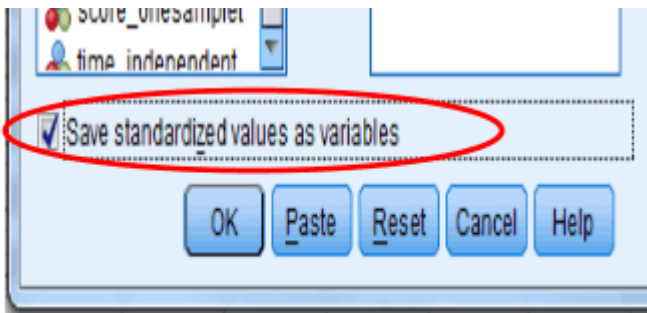 score_onesamplet
time_independent
Save standardized values as variables
OK Paste Reset Cancel Help